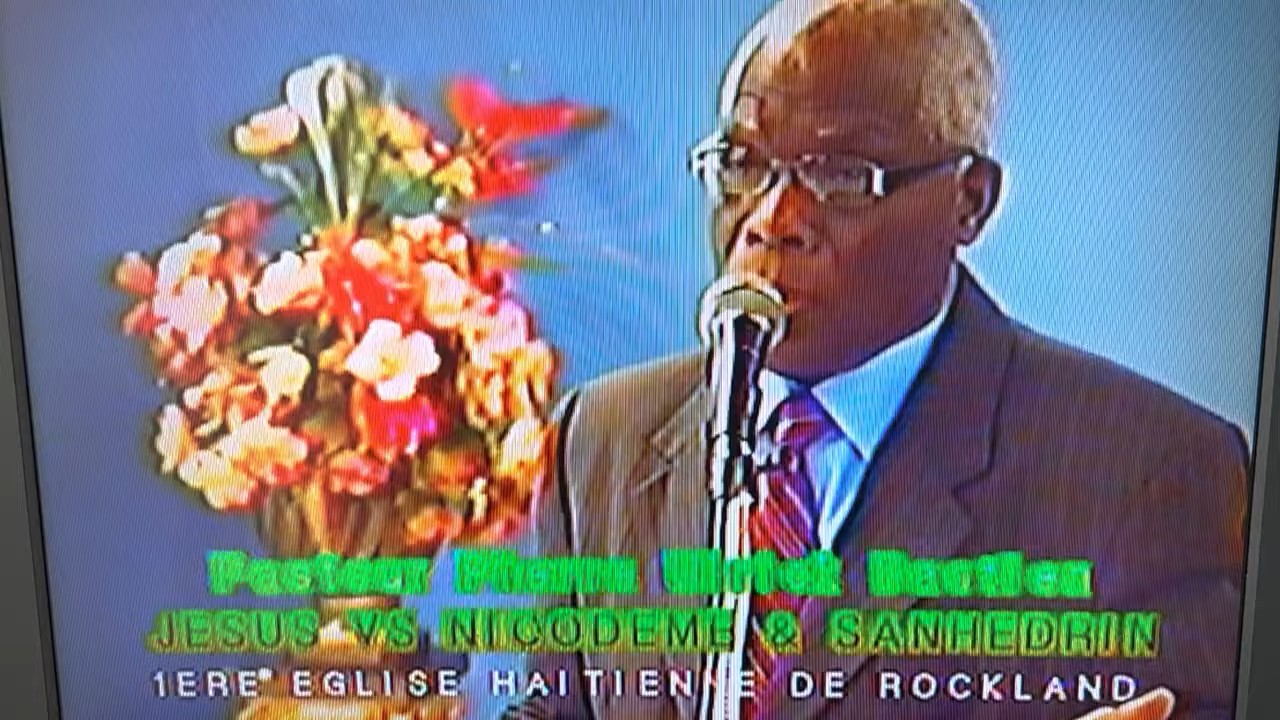 Pasteur Pierre
JESUS VS NICODEME & SANHEDRIN
1ERE EGLISE HAITIENNE DE ROCKLAND